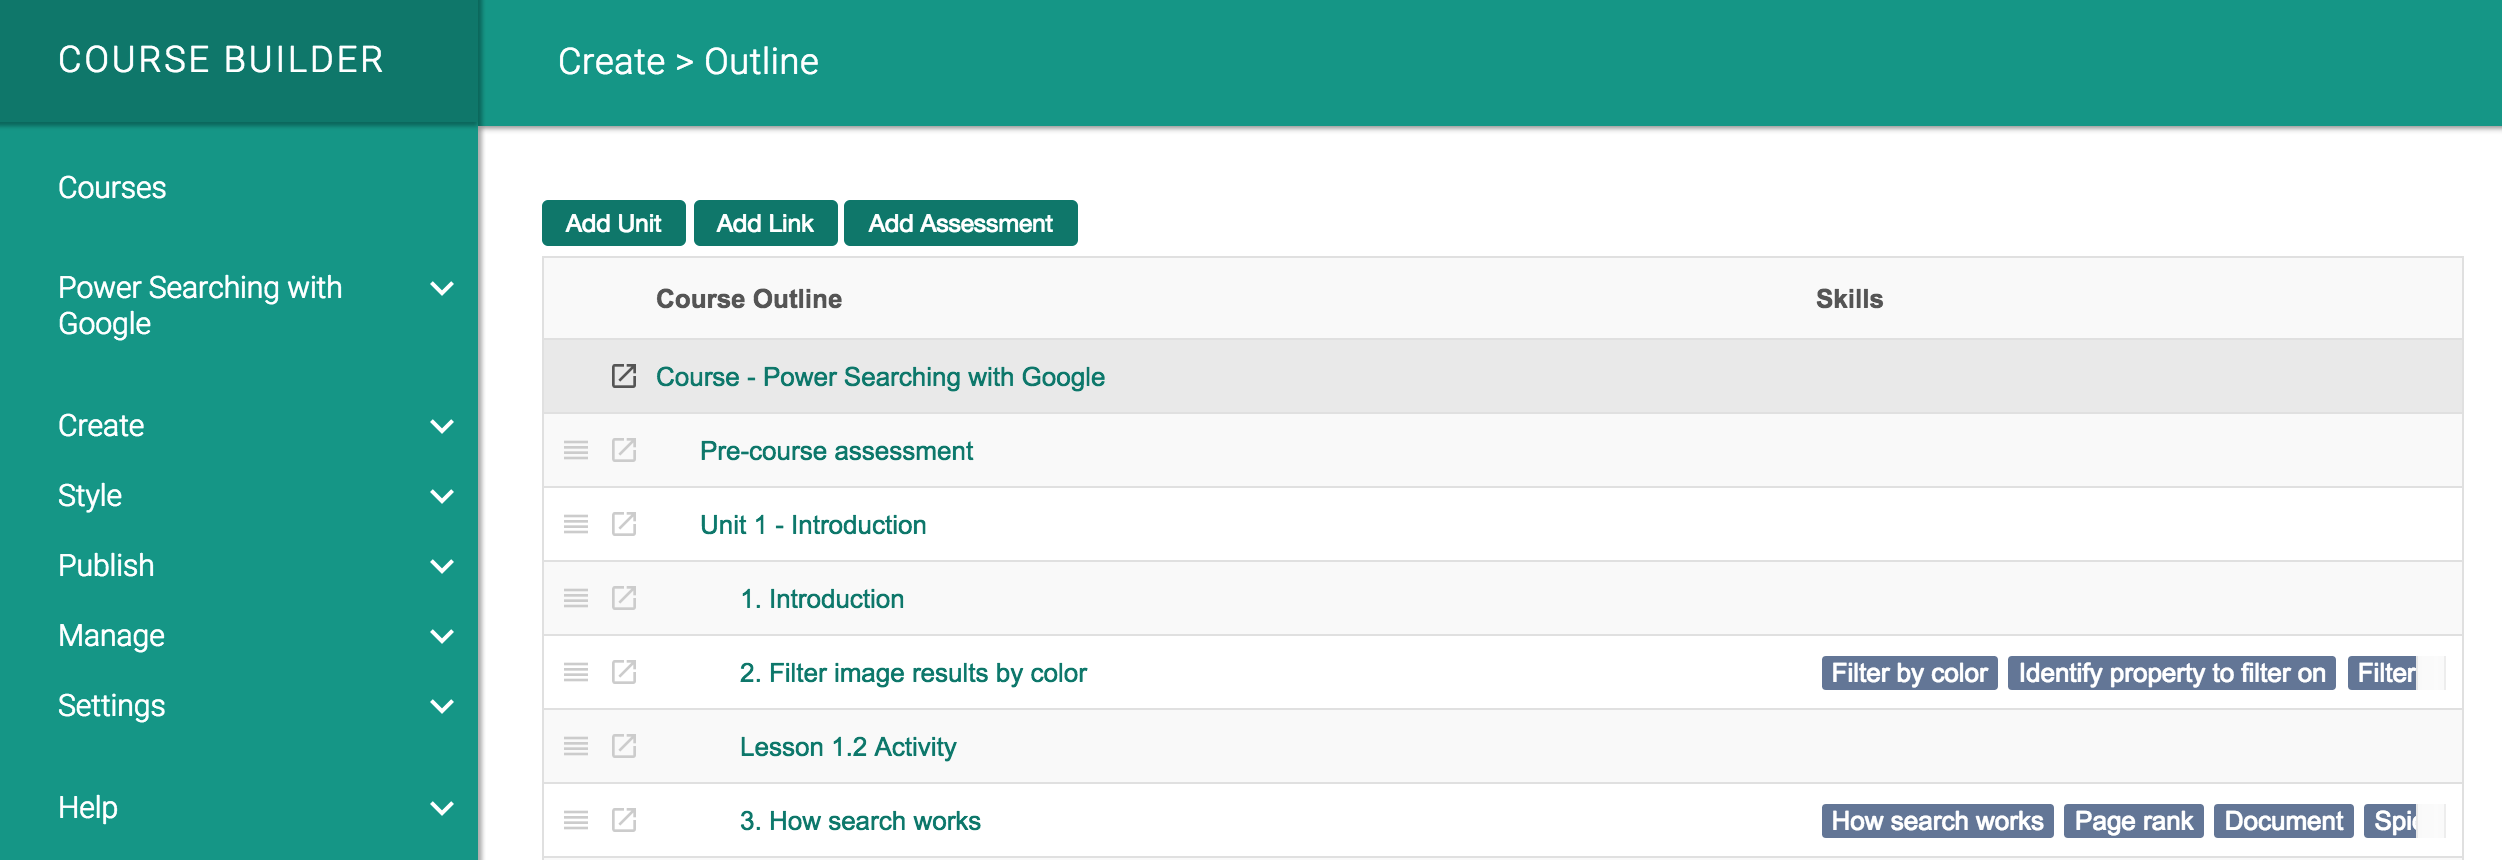 COURSE BUILDER
Create > Outline
Courses
Power Searching with
Google
Create
Style
Publish
Manage
Settings
Help
Add Unit Add Link Add Assessment
Course Outline Skills
Course - Power Searching with Google
Pre-course assessment
Unit 1 - Introduction
1. Introduction
2. Filter image results by color Filter by color Identify property to filter on Filter
Lesson 1.2 Activity
3. How search works How search works Page rank Document